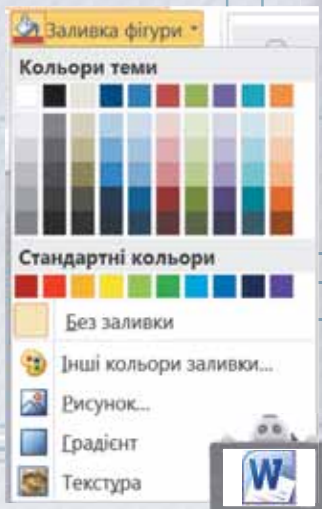 Заливка фігури
Кольори теми
Стандартні кольори
Без заливки
Інші кольори заливки...
Рисунок...
Градієнт
Текстура
W